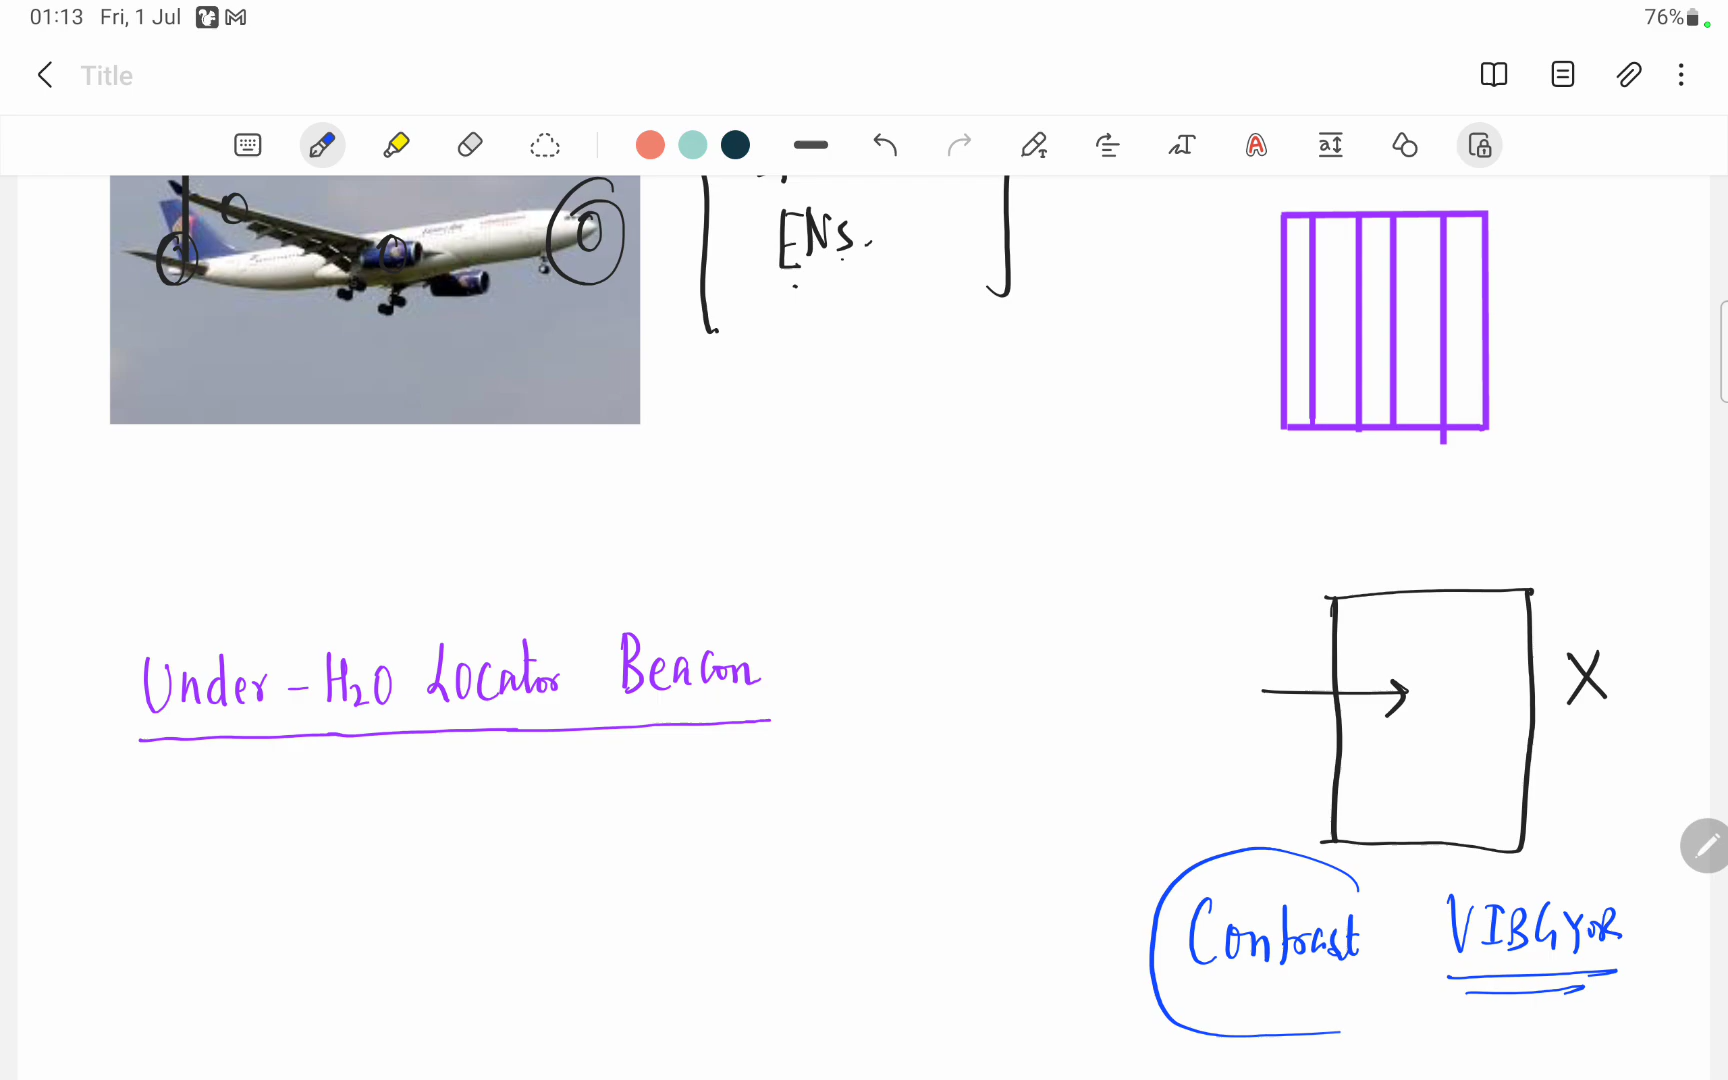 01:13 Fri, 1 Jul
76%
Title
ENs.
Under-H2O Locator Beacon
X
Contrast VIBGYOR